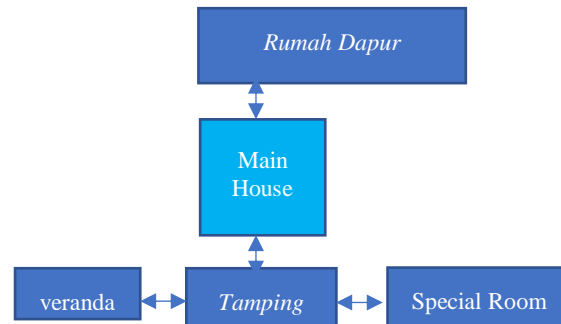 Rumah Dapur
Main
House
veranda
Tamping
Special Room